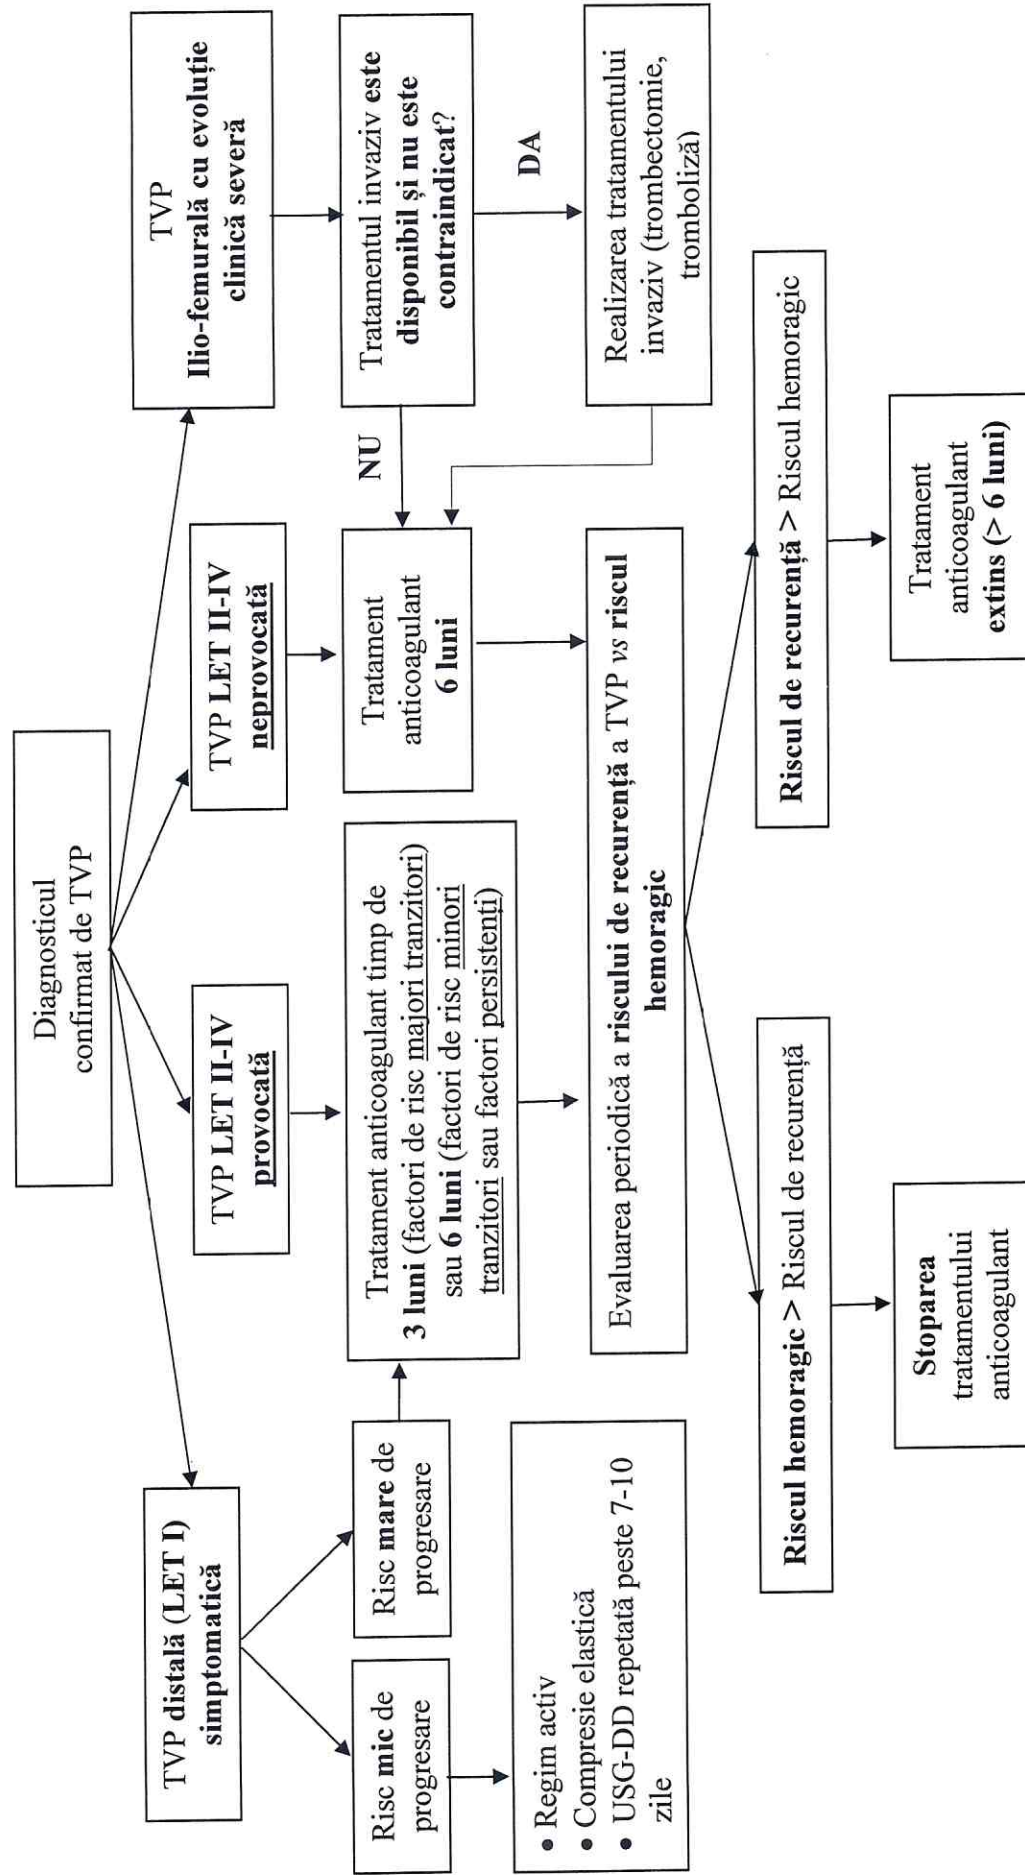 Diagnosticul
confirmat de TVP
TVP distală (LET I)
simptomatică
TVP LET II-IV
provocată
TVP LET II-IV
neprovocată
TVP
Ilio-femurală cu evoluție
clinică severă
Risc mic de
progresare
Risc mare de
progresare
Tratament anticoagulant timp de
3 luni (factori de risc majori tranzitori)
sau 6 luni (factori de risc minori
tranzitori sau factori persistenți)
Tratament
anticoagulant
6 luni
NU
Tratamentul invaziv este
disponibil și nu este
contraindicat?
DA
● Regim activ
● Compresie elastică
● USG-DD repetată peste 7-10
zile
Evaluarea periodică a riscului de recurență a TVP vs riscul
hemoragic
Realizarea tratamentului
invaziv (trombectomie,
tromboliză)
Riscul hemoragic > Riscul de recurență
Riscul de recurență > Riscul hemoragic
Stoparea
tratamentului
anticoagulant
Tratament
anticoagulant
extins (> 6 luni)